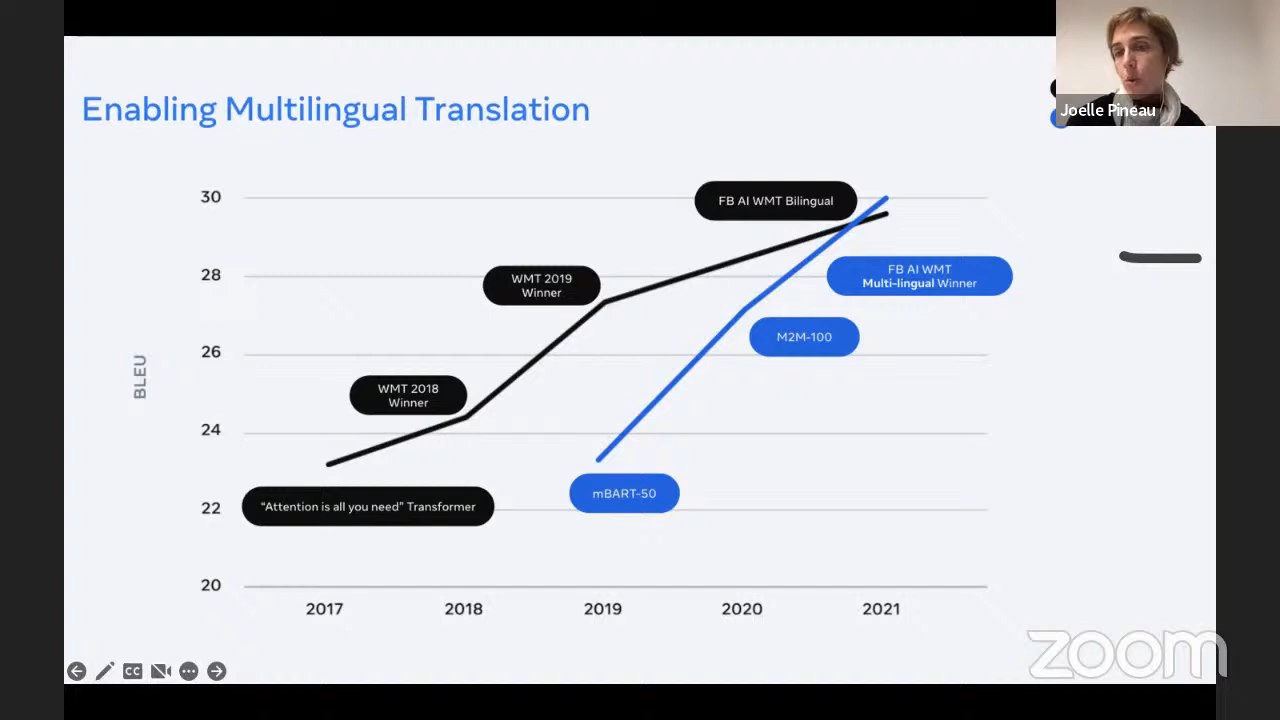 Joelle Pineau
Enabling Multilingual Translation
30
28
26
24
22
20
BLEU
FB AI WMT Bilingual
FB AI WMT
Multi-lingual Winner
WMT 2019
Winner
M2M-100
WMT 2018
Winner
mBART-50
"Attention is all you need" Transformer
2017
2018
2019
2020
2021
CC
zoom